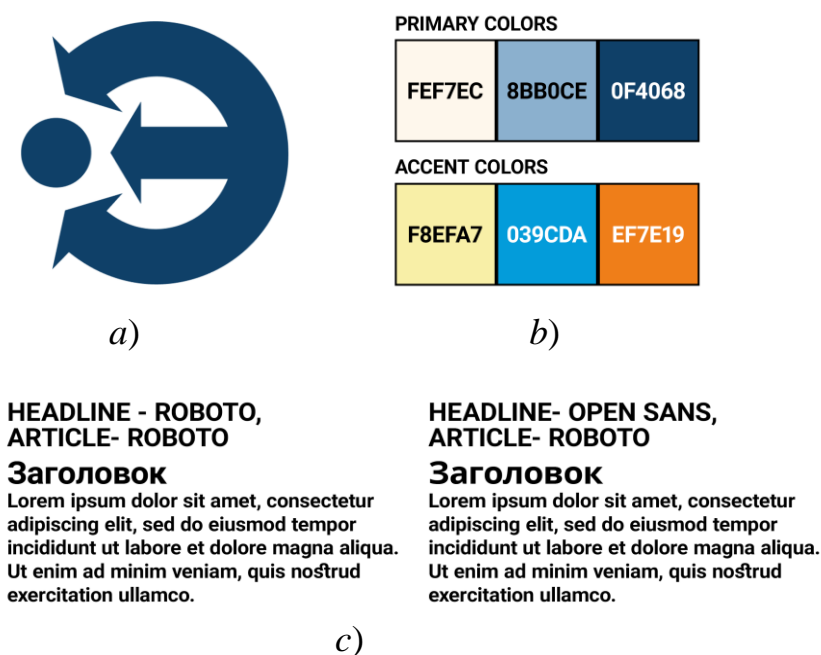 PRIMARY COLORS
FEF7EC 8BB0CE 0F4068
ACCENT COLORS
F8EFA7 039CDA EF7E19
a) b)
HEADLINE - ROBOTO,
ARTICLE- ROBOTO
Заголовок
Lorem ipsum dolor sit amet, consectetur
adipiscing elit, sed do eiusmod tempor
incididunt ut labore et dolore magna aliqua.
Ut enim ad minim veniam, quis nostrud
exercitation ullamco.
HEADLINE- OPEN SANS,
ARTICLE- ROBOTO
Заголовок
Lorem ipsum dolor sit amet, consectetur
adipiscing elit, sed do eiusmod tempor
incididunt ut labore et dolore magna aliqua.
Ut enim ad minim veniam, quis nostrud
exercitation ullamco.
c)